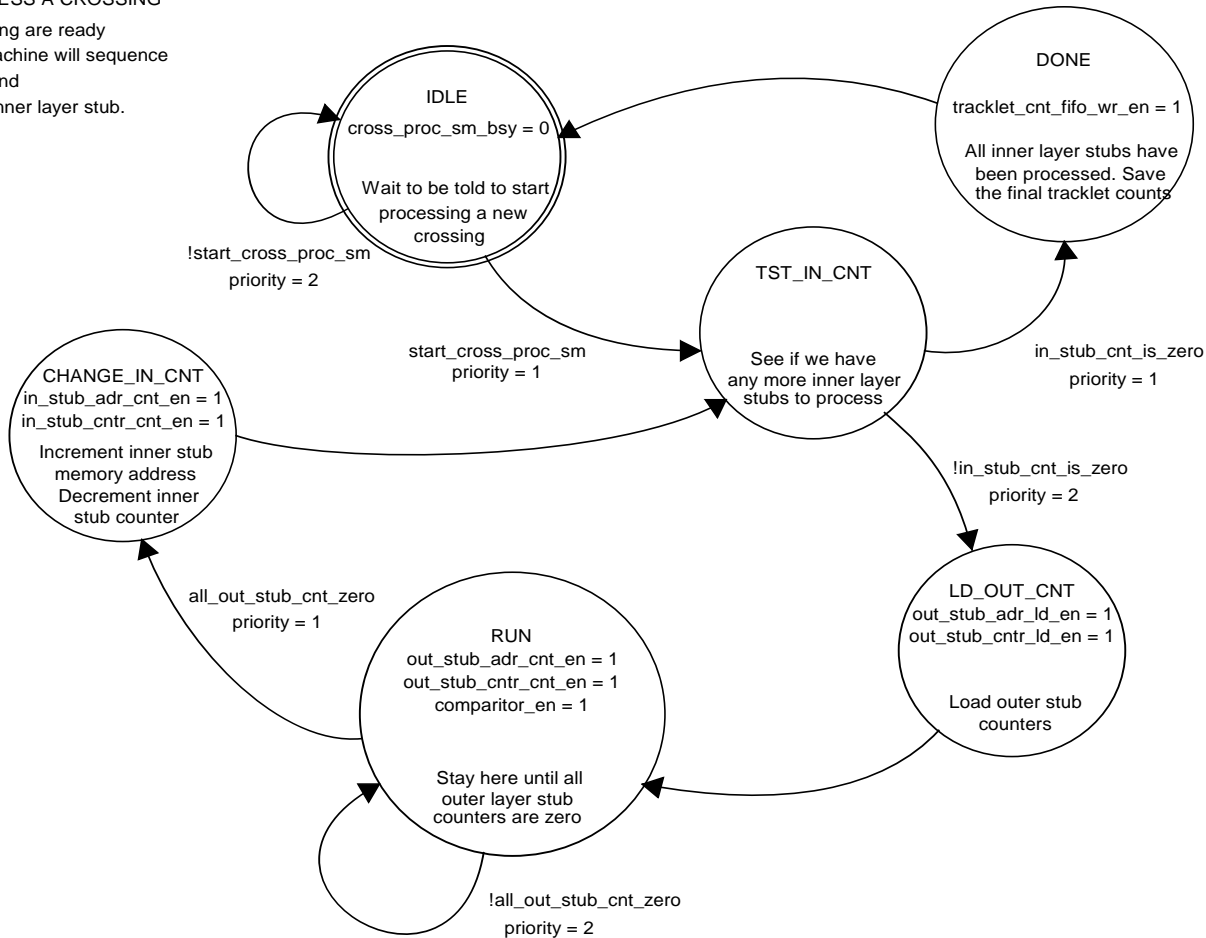 ESS A CROSSING
ng are ready
achine will sequence
nd
nner layer stub.
IDLE
cross_proc_sm_bsy = 0
Wait to be told to start
processing a new
crossing
!start_cross_proc_sm
priority = 2
start_cross_proc_sm
priority = 1
DONE
tracklet_cnt_fifo_wr_en = 1
All inner layer stubs have
been processed. Save
the final tracklet counts
TST_IN_CNT
See if we have
any more inner layer
stubs to process
in_stub_cnt_is_zero
priority = 1
!in_stub_cnt_is_zero
priority = 2
CHANGE_IN_CNT
in_stub_adr_cnt_en = 1
in_stub_cntr_cnt_en = 1
Increment inner stub
memory address
Decrement inner
stub counter
all_out_stub_cnt_zero
priority = 1
RUN
out_stub_adr_cnt_en = 1
out_stub_cntr_cnt_en = 1
comparitor_en = 1
Stay here until all
outer layer stub
counters are zero
!all_out_stub_cnt_zero
priority = 2
LD_OUT_CNT
out_stub_adr_ld_en = 1
out_stub_cntr_ld_en = 1
Load outer stub
counters